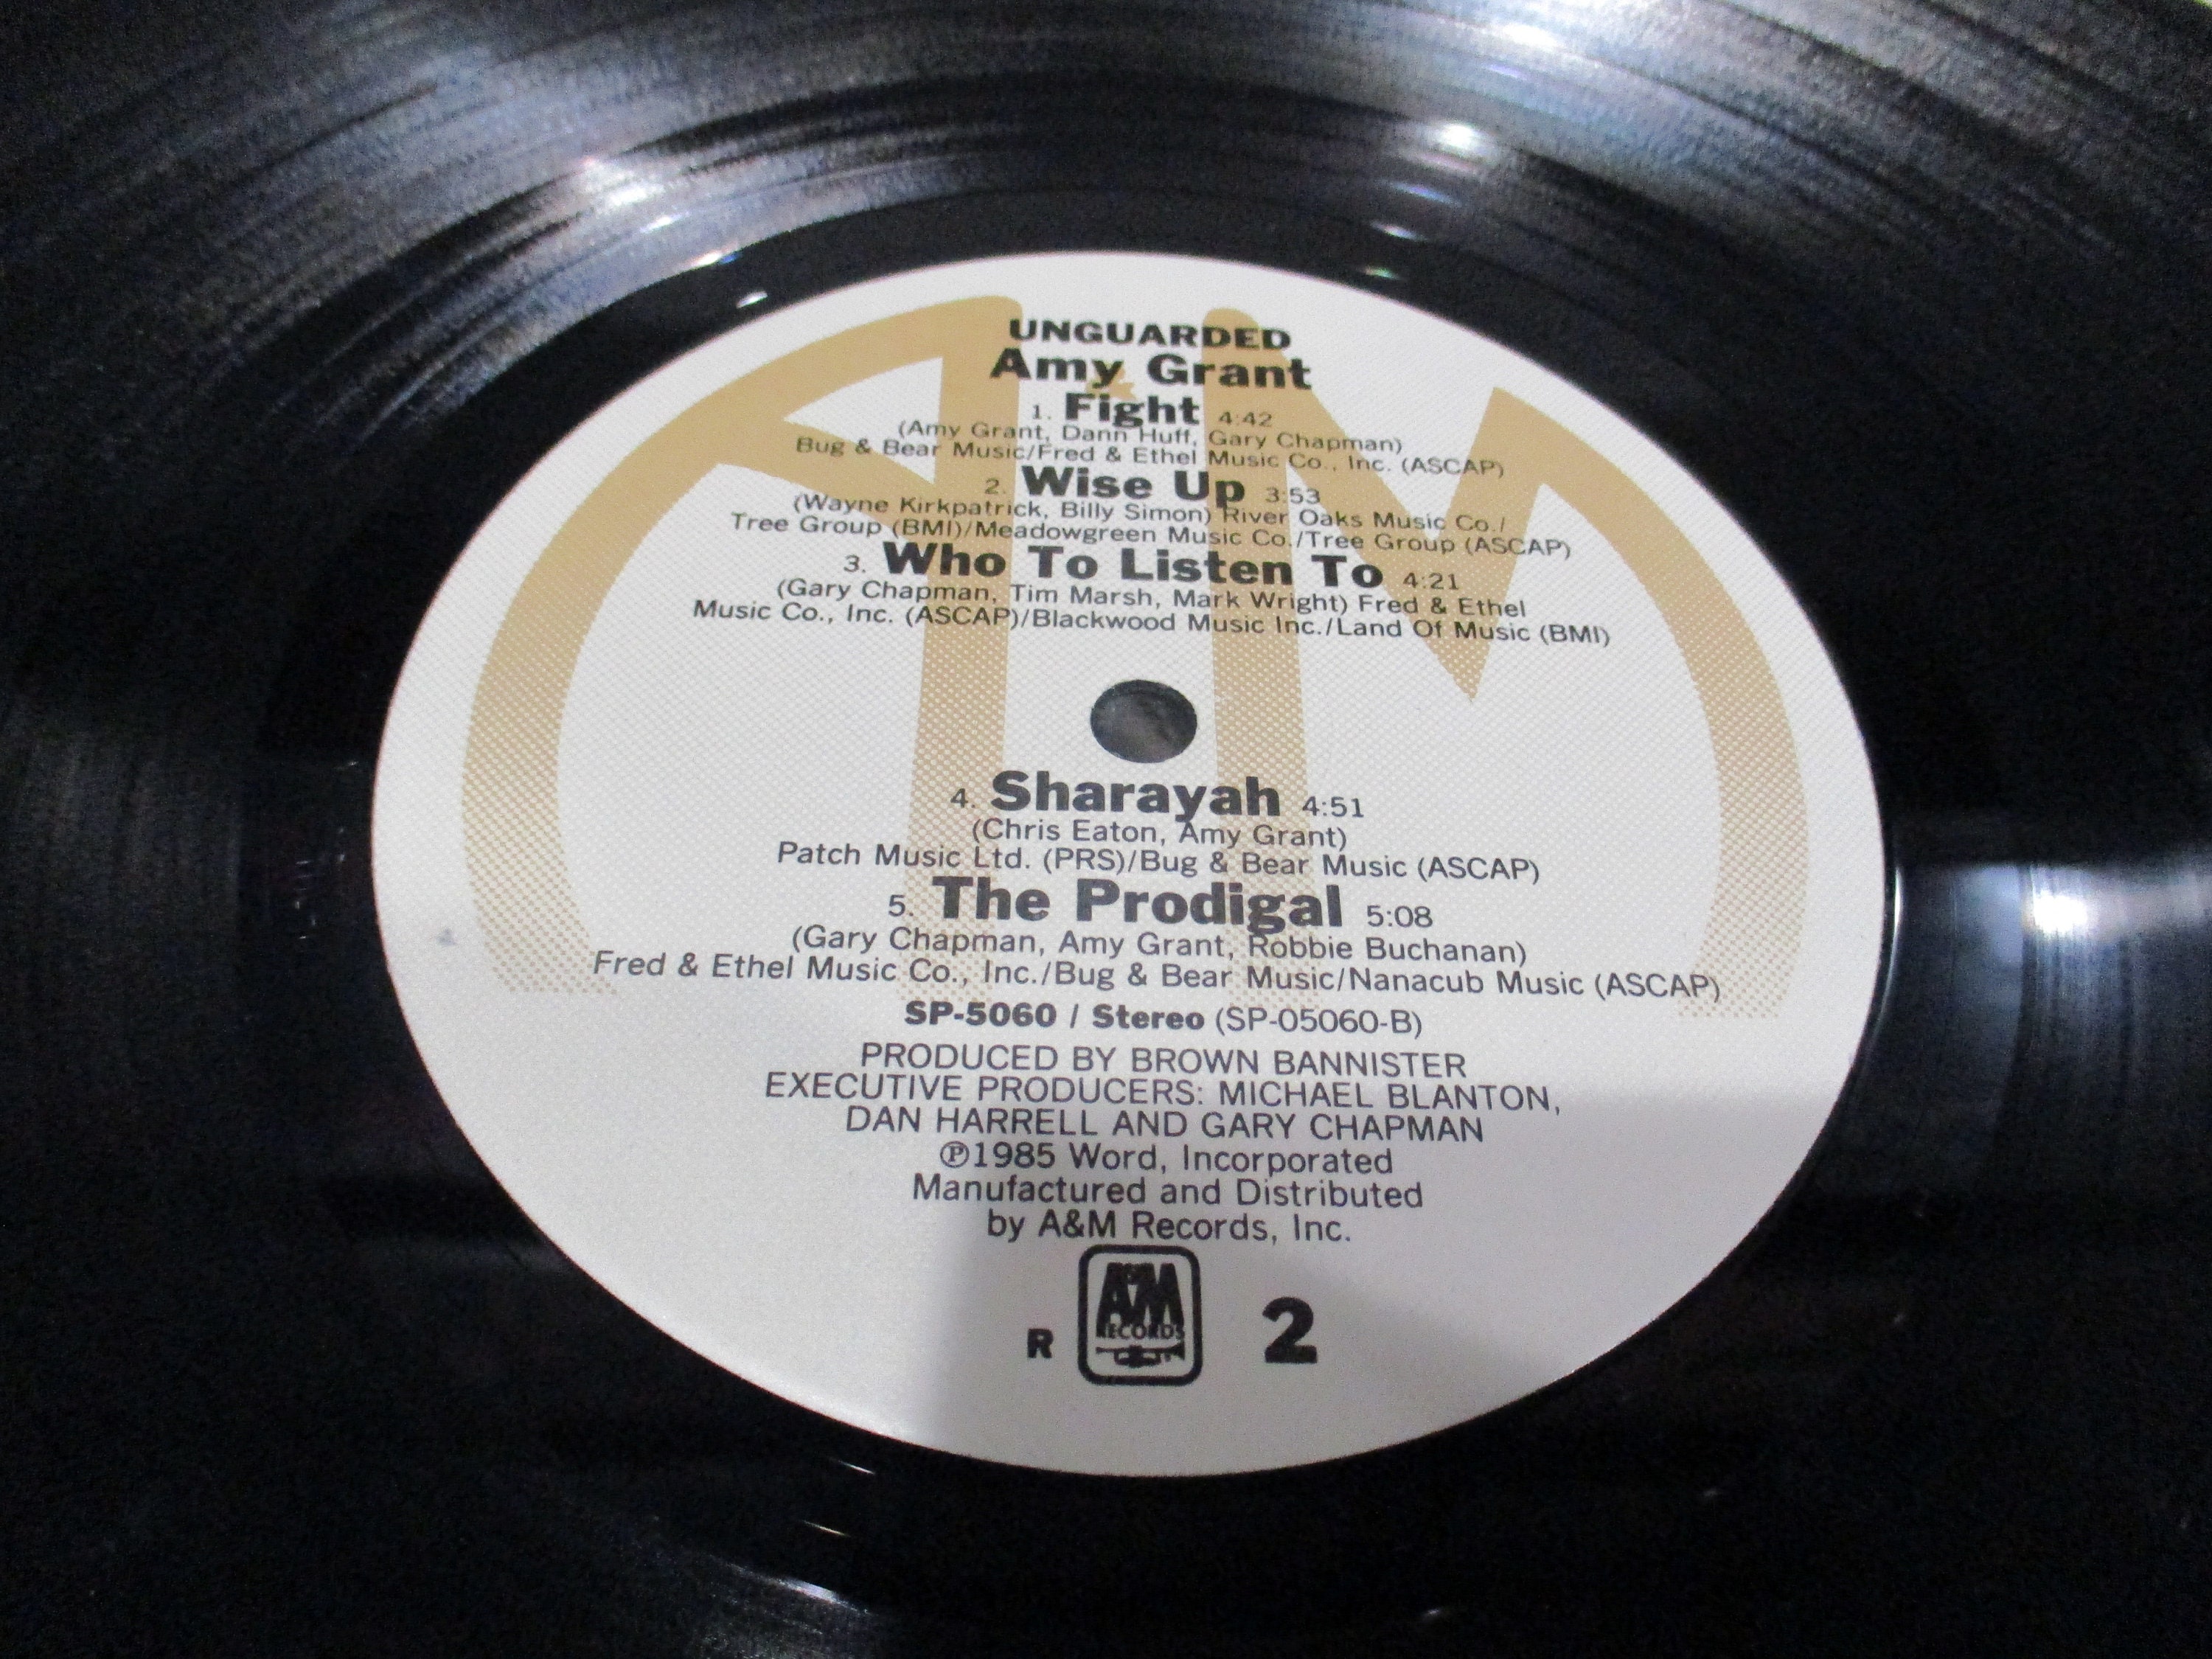 UNGUARDED
Amy Grant
1. Fight 4:42
(Amy Grant, Dann Huff, Gary Chapman)
Bug & Bear Music/Fred & Ethel Music Co., Inc. (ASCAP)
2. Wise Up 3:53
(Wayne Kirkpatrick, Billy Simon) River Oaks Music Co./
Tree Group (BMI)/Meadowgreen Music Co./Tree Group (ASCAP)
3. Who To Listen To 4:21
(Gary Chapman, Tim Marsh, Mark Wright) Fred & Ethel
Music Co., Inc. (ASCAP)/Blackwood Music Inc./Land Of Music (BMI)
4. Sharayah 4:51
(Chris Eaton, Amy Grant)
Patch Music Ltd. (PRS)/Bug & Bear Music (ASCAP)
5. The Prodigal 5:08
(Gary Chapman, Amy Grant, Robbie Buchanan)
Fred & Ethel Music Co., Inc./Bug & Bear Music/Nanacub Music (ASCAP)
SP-5060 / Stereo (SP-05060-B)
PRODUCED BY BROWN BANNISTER
EXECUTIVE PRODUCERS: MICHAEL BLANTON,
DAN HARRELL AND GARY CHAPMAN
℗1985 Word, Incorporated
Manufactured and Distributed
by A&M Records, Inc.
R A&M RECORDS 2